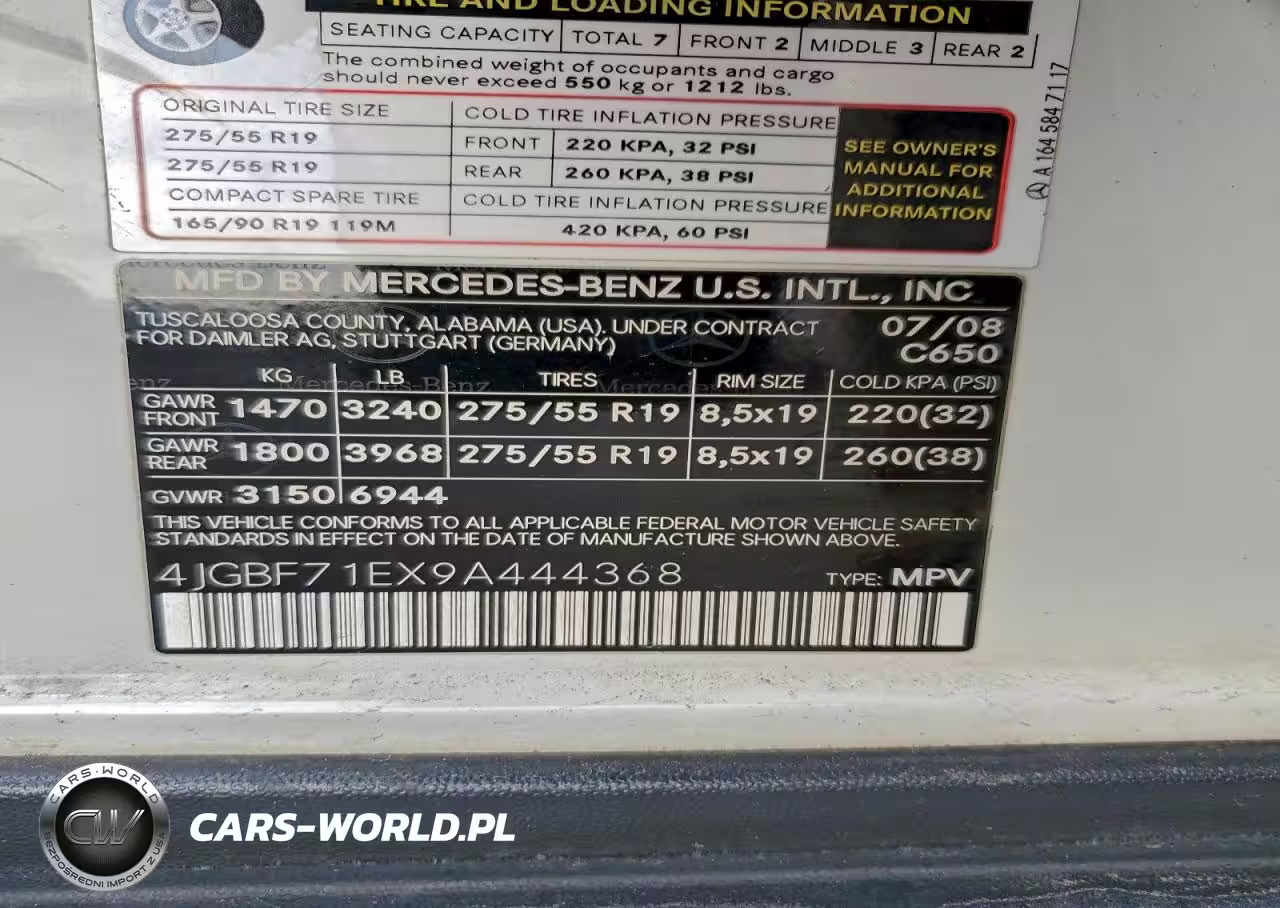 TIRE AND LOADING INFORMATION
SEATING CAPACITY TOTAL 7 FRONT 2 MIDDLE 3 REAR 2
The combined weight of occupants and cargo
should never exceed 550 kg or 1212 lbs.
ORIGINAL TIRE SIZE COLD TIRE INFLATION PRESSURE
275/55 R19 FRONT 220 KPA, 32 PSI
275/55 R19 REAR 260 KPA, 38 PSI
COMPACT SPARE TIRE COLD TIRE INFLATION PRESSURE
165/90 R19 119M 420 KPA, 60 PSI
SEE OWNER'S
MANUAL FOR
ADDITIONAL
INFORMATION
A 164 584 71 17
MFD BY MERCEDES-BENZ U.S. INTL., INC
TUSCALOOSA COUNTY, ALABAMA (USA). UNDER CONTRACT
FOR DAIMLER AG, STUTTGART (GERMANY)
07/08
C650
KG LB TIRES RIM SIZE COLD KPA (PSI)
GAWR FRONT 1470 3240 275/55 R19 8,5x19 220(32)
GAWR REAR 1800 3968 275/55 R19 8,5x19 260(38)
GVWR 3150 6944
THIS VEHICLE CONFORMS TO ALL APPLICABLE FEDERAL MOTOR VEHICLE SAFETY
STANDARDS IN EFFECT ON THE DATE OF MANUFACTURE SHOWN ABOVE.
4JGBF71EX9A444368 TYPE: MPV
CARS-WORLD
CW
BEZPOŚREDNI IMPORT Z USA
CARS-WORLD.PL